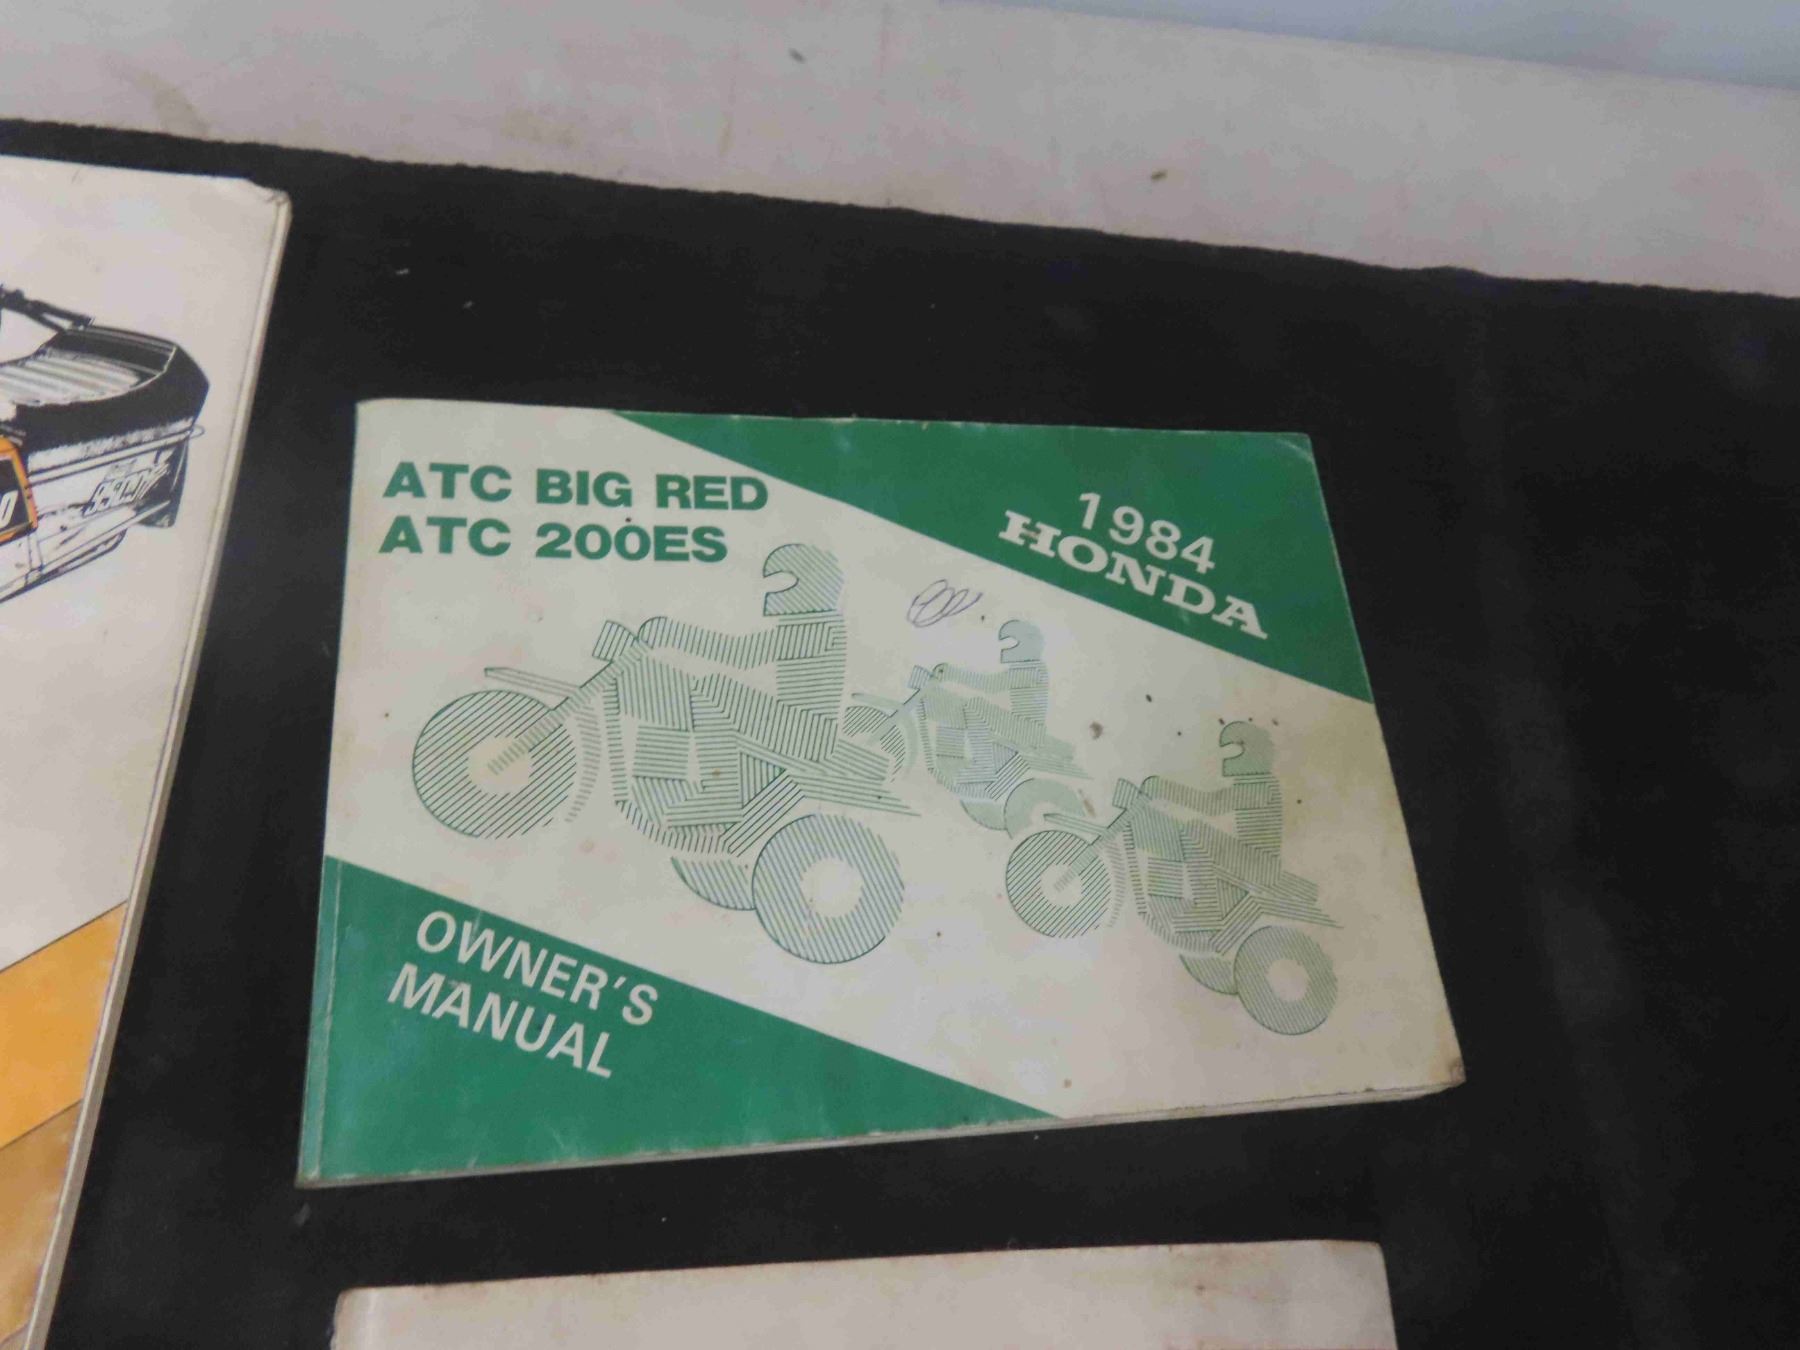 ATC BIG RED
ATC 200ES
1984
HONDA
OWNER'S
MANUAL